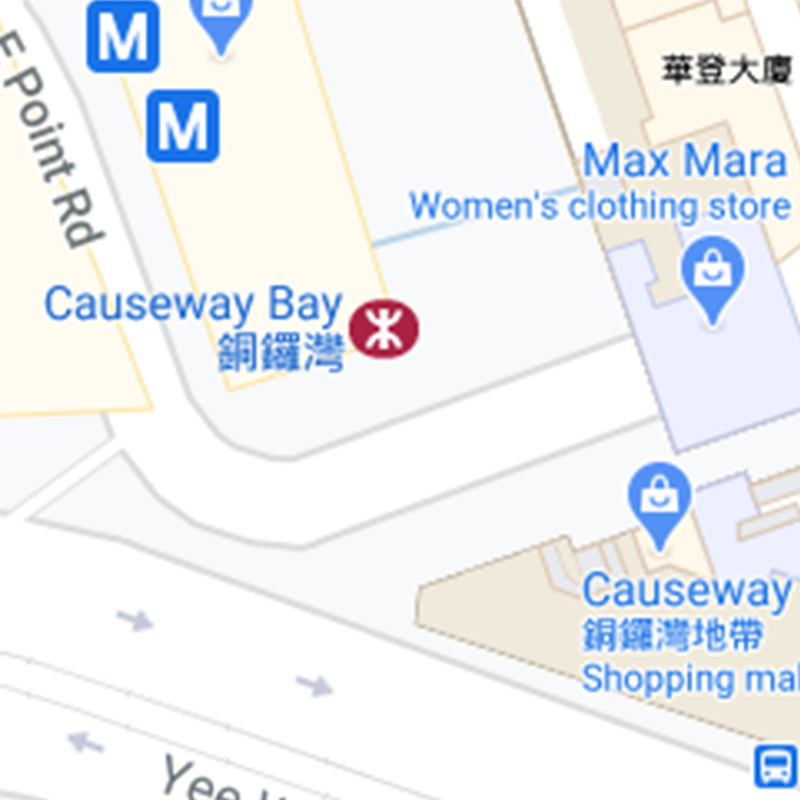 M
M
E Point Rd
華登大廈
Max Mara
Women's clothing store
Causeway Bay
銅鑼灣
Causeway
銅鑼灣地帶
Shopping mal
Yee